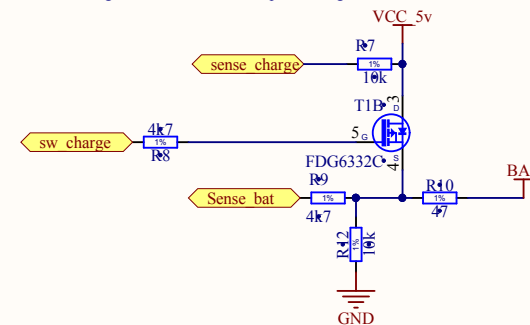 VCC_5v
R7
sense_charge
1%
10k
T1B
3
D
4k7
5
G
sw_charge
1%
R8
FDG6332C
4
S
R9
R10
BA
Sense_bat
1%
1%
4k7
47
R12
1%
10k
GND